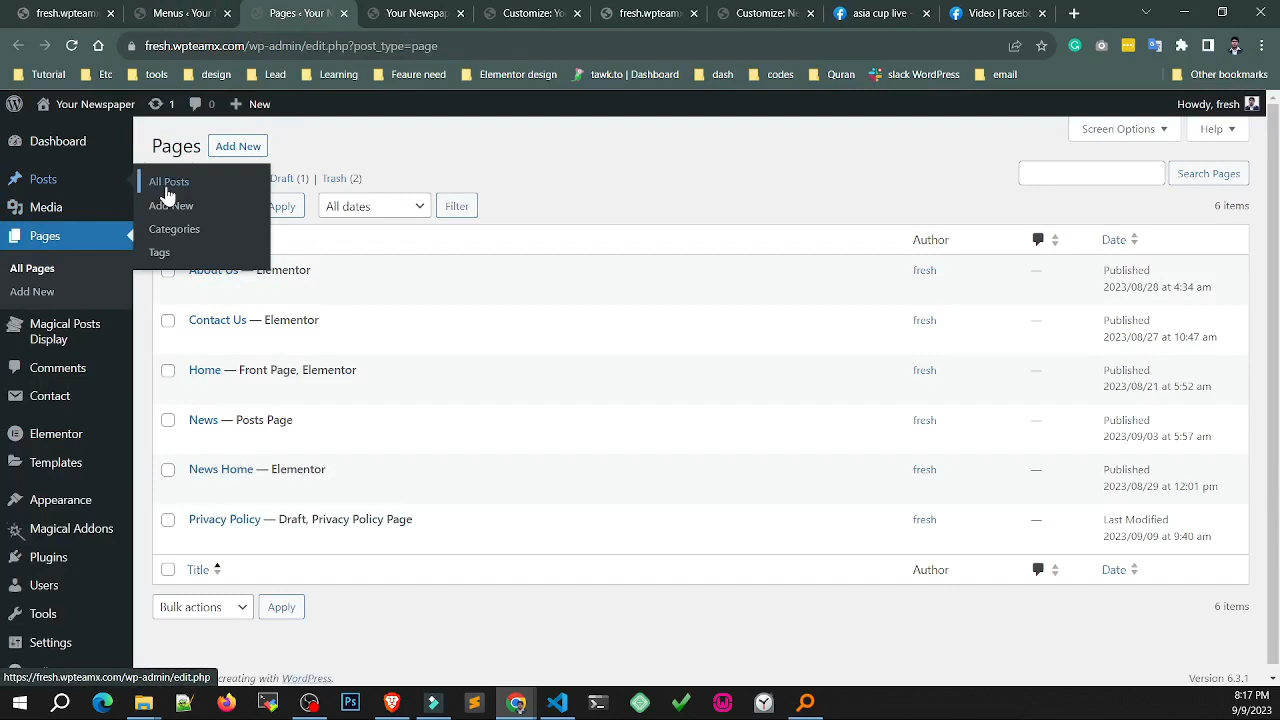 fresh.wpteamx.com/
Menus ‹ Your
Pages ‹ Your N
Your Newspap
Customize: Yo
fresh.wpteamx
Customize: Ne
asia cup live -
Video | Faceb
fresh.wpteamx.com/wp-admin/edit.php?post_type=page
Tutorial
Etc
tools
design
Lead
Learning
Feaure need
Elementor design
tawk.to | Dashboard
dash
codes
Quran
slack WordPress
email
Other bookmarks
Your Newspaper
1
0
New
Howdy, fresh
Dashboard
Posts
Media
Pages
All Pages
Add New
Magical Posts
Display
Comments
Contact
Elementor
Templates
Appearance
Magical Addons
Plugins
Users
Tools
Settings
All Posts
Add New
Categories
Tags
Pages
Add New
Screen Options
Help
Draft (1) | Trash (2)
Search Pages
Apply
All dates
Filter
6 items
Author
Date
About Us — Elementor
fresh
—
Published
2023/08/28 at 4:34 am
Contact Us — Elementor
fresh
—
Published
2023/08/27 at 10:47 am
Home — Front Page, Elementor
fresh
—
Published
2023/08/21 at 5:52 am
News — Posts Page
fresh
—
Published
2023/09/03 at 5:57 am
News Home — Elementor
fresh
—
Published
2023/08/29 at 12:01 pm
Privacy Policy — Draft, Privacy Policy Page
fresh
—
Last Modified
2023/09/09 at 9:40 am
Title
Author
Date
Bulk actions
Apply
6 items
https://fresh.wpteamx.com/wp-admin/edit.php
creating with WordPress.
Version 6.3.1
Ps
8:17 PM
9/9/2023